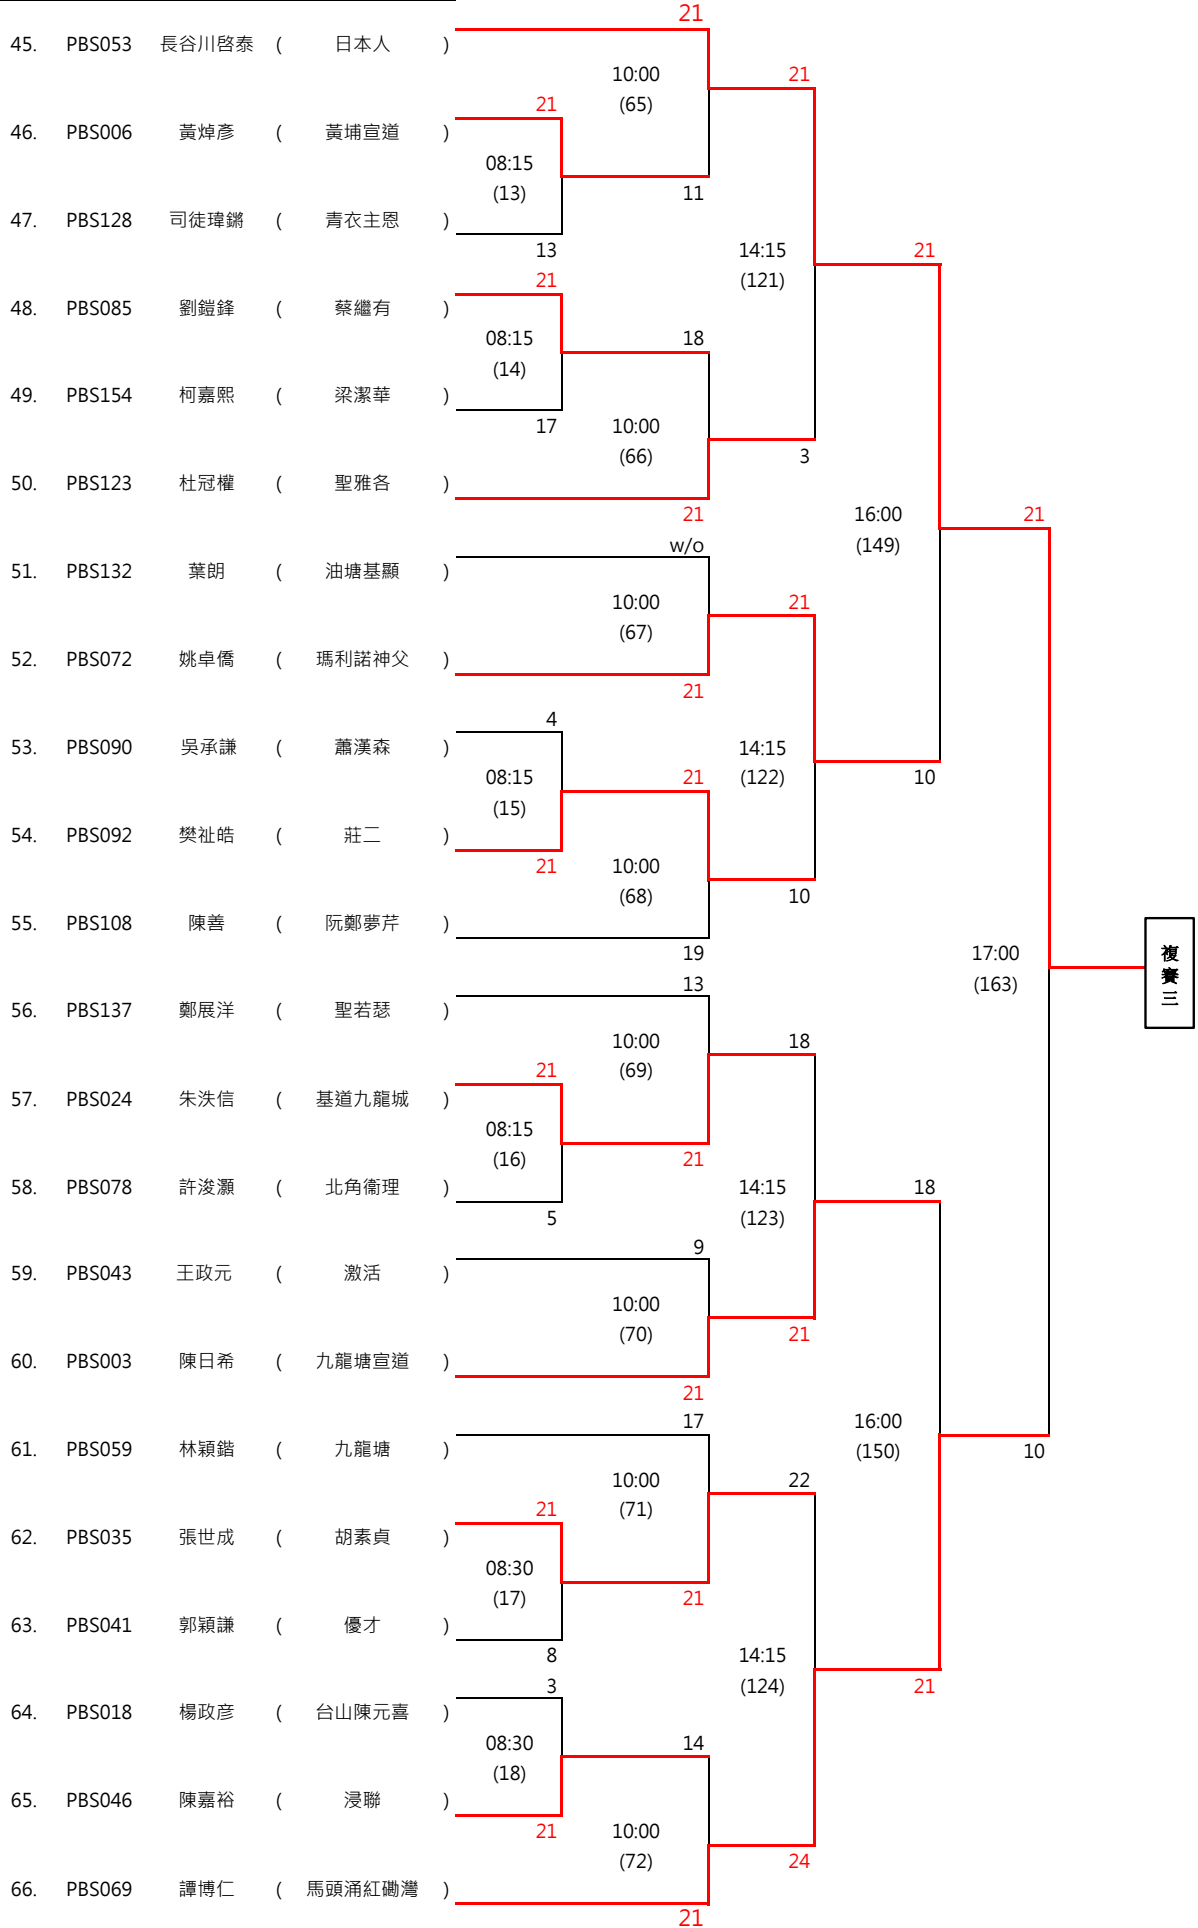 21
45. PBS053 長谷川啓泰 ( 日本人 )
10:00 21
(65)
21
46. PBS006 黃焯彥 ( 黃埔宣道 )
08:15
(13) 11
47. PBS128 司徒瑋鏘 ( 青衣主恩 )
13 14:15 21
21 (121)
48. PBS085 劉鎧鋒 ( 蔡繼有 )
08:15 18
(14)
49. PBS154 柯嘉熙 ( 梁潔華 )
17 10:00
(66) 3
50. PBS123 杜冠權 ( 聖雅各 )
21 16:00 21
w/o (149)
51. PBS132 葉朗 ( 油塘基顯 )
10:00 21
(67)
52. PBS072 姚卓僑 ( 瑪利諾神父 )
21
4
53. PBS090 吳承謙 ( 蕭漢森 ) 14:15
08:15 21 (122) 10
(15)
54. PBS092 樊祉皓 ( 莊二 )
21 10:00
(68) 10
55. PBS108 陳善 ( 阮鄭夢芹 )
19 17:00 複賽三
13 (163)
56. PBS137 鄭展洋 ( 聖若瑟 )
10:00 18
21 (69)
57. PBS024 朱泆信 ( 基道九龍城 )
08:15
(16) 21
58. PBS078 許浚灝 ( 北角衞理 ) 14:15 18
5 (123)
9
59. PBS043 王政元 ( 激活 )
10:00
(70) 21
60. PBS003 陳日希 ( 九龍塘宣道 )
21
17 16:00
61. PBS059 林穎鍇 ( 九龍塘 ) (150) 10
10:00 22
21 (71)
62. PBS035 張世成 ( 胡素貞 )
08:30
(17) 21
63. PBS041 郭穎謙 ( 優才 )
8 14:15
3 (124) 21
64. PBS018 楊政彦 ( 台山陳元喜 )
08:30 14
(18)
65. PBS046 陳嘉裕 ( 浸聯 )
21 10:00
(72) 24
66. PBS069 譚博仁 ( 馬頭涌紅磡灣 )
21